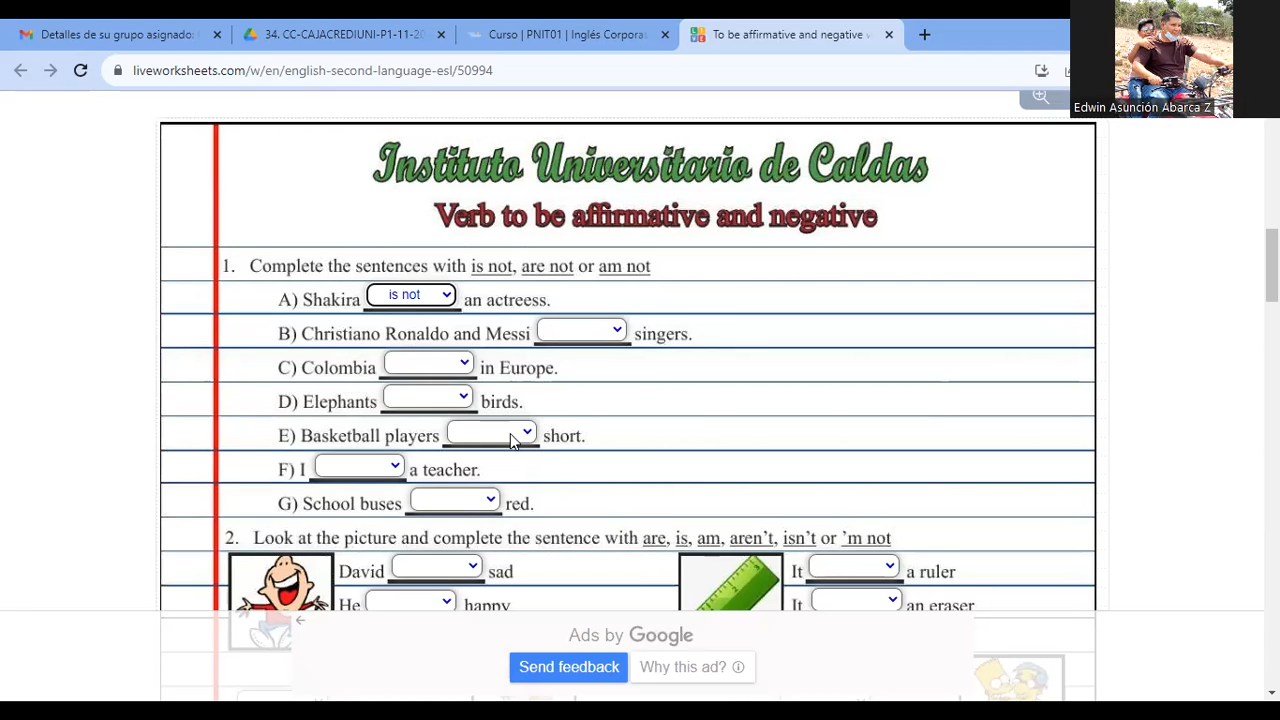 Detalles de su grupo asignado:
34. CC-CAJACREDIUNI-P1-11-20
Curso | PNIT01 | Inglés Corporat
To be affirmative and negative
liveworksheets.com/w/en/english-second-language-esl/50994
Edwin Asunción Abarca Z
Instituto Universitario de Caldas
Verb to be affirmative and negative
1. Complete the sentences with is not, are not or am not
A) Shakira is not an actreess.
B) Christiano Ronaldo and Messi singers.
C) Colombia in Europe.
D) Elephants birds.
E) Basketball players short.
F) I a teacher.
G) School buses red.
2. Look at the picture and complete the sentence with are, is, am, aren't, isn't or 'm not
David sad
It a ruler
He happy
It an eraser
Ads by Google
Send feedback
Why this ad?